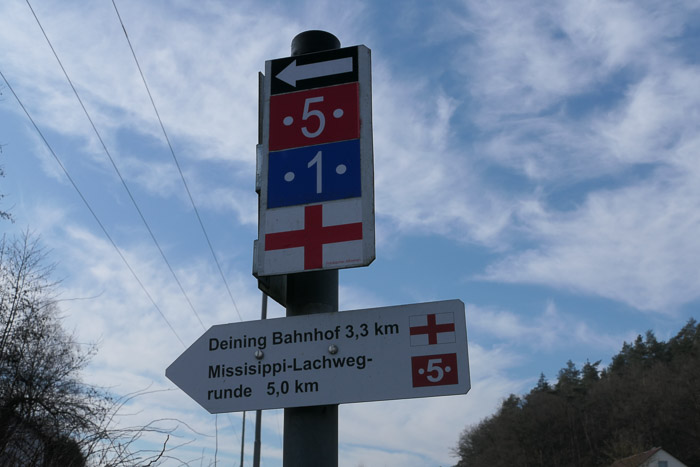 5
1
Deining Bahnhof 3,3 km
Missisippi-Lachweg-
runde 5,0 km
5